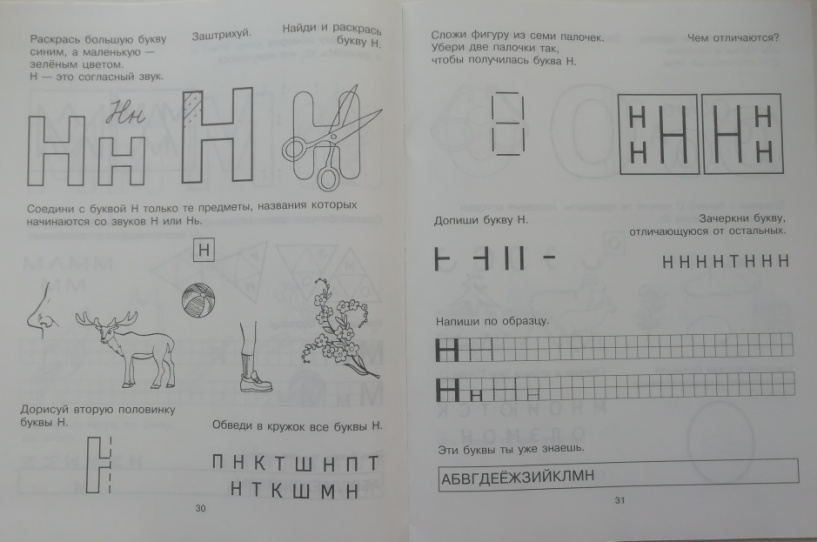 Раскрась большую букву
синим, а маленькую —
зелёным цветом.
Н — это согласный звук.
Заштрихуй.
Найди и раскрась
букву Н.
Н н
Нн
Н
Н
Соедини с буквой Н только те предметы, названия которых
начинаются со звуков Н или Нь.
Н
Дорисуй вторую половинку
буквы Н.
Обведи в кружок все буквы Н.
П Н К Т Ш Н П Т
Н Т К Ш М Н
30
Сложи фигуру из семи палочек.
Убери две палочки так,
чтобы получилась буква Н.
Чем отличаются?
Н Н Н
Н Н Н
Допиши букву Н.
Зачеркни букву,
отличающуюся от остальных.
Н Н Н Н Т Н Н Н
Напиши по образцу.
Н Н
Н н Н н
Эти буквы ты уже знаешь.
АБВГДЕЁЖЗИЙКЛМН
31